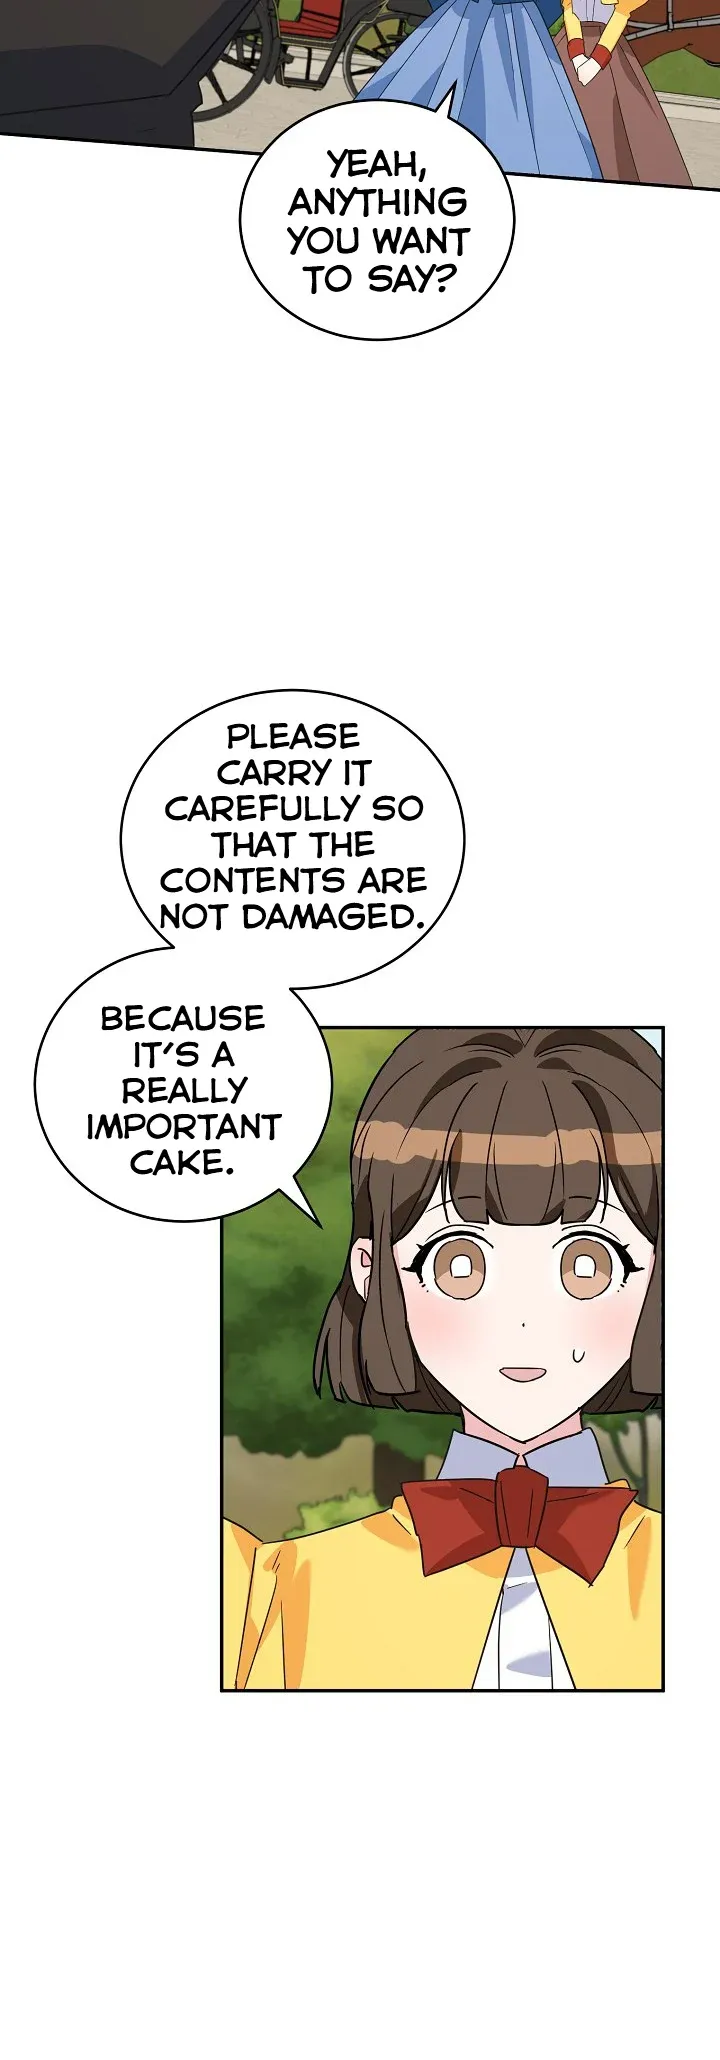 YEAH,
ANYTHING
YOU WANT
TO SAY?
PLEASE
CARRY IT
CAREFULLY SO
THAT THE
CONTENTS ARE
NOT DAMAGED.
BECAUSE
IT'S A
REALLY
IMPORTANT
CAKE.